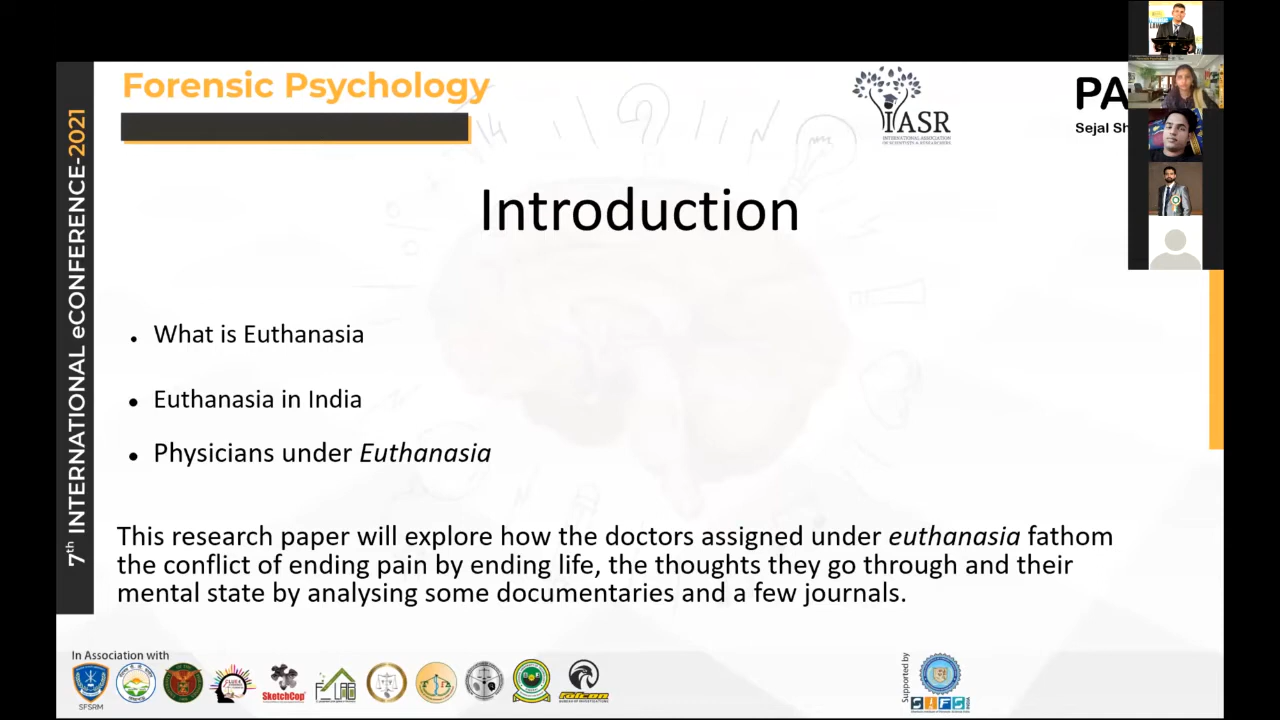 Forensic Psychology
7th INTERNATIONAL eCONFERENCE-2021
IASR
INTERNATIONAL ASSOCIATION
OF SCIENTISTS & RESEARCHERS
PA
Sejal Sh
Introduction
• What is Euthanasia
• Euthanasia in India
• Physicians under Euthanasia
This research paper will explore how the doctors assigned under euthanasia fathom
the conflict of ending pain by ending life, the thoughts they go through and their
mental state by analysing some documentaries and a few journals.
In Association with
SFSRM
SketchCop
FALCON
Supported by
SIFS